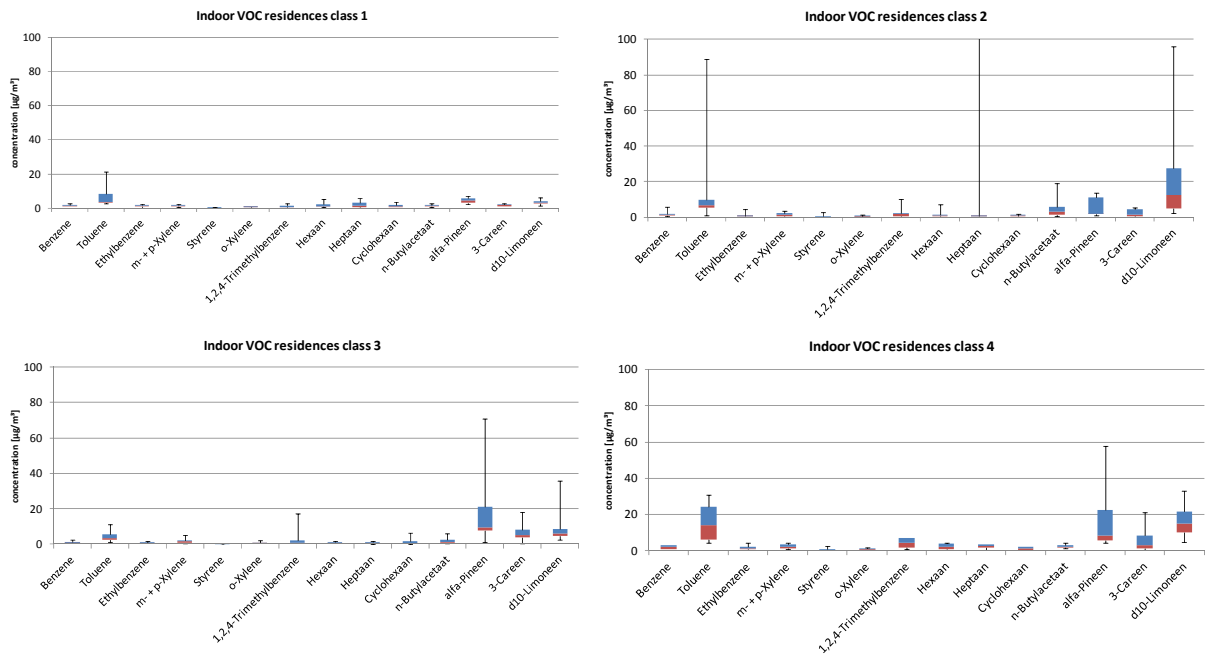 Indoor VOC residences class 1
concentration [µg/m³]
100
80
60
40
20
0
Benzene
Toluene
Ethylbenzene
m- + p-Xylene
Styrene
o-Xylene
1,2,4-Trimethylbenzene
Hexaan
Heptaan
Cyclohexaan
n-Butylacetaat
alfa-Pineen
3-Careen
d10-Limoneen
Indoor VOC residences class 2
concentration [µg/m³]
100
80
60
40
20
0
Benzene
Toluene
Ethylbenzene
m- + p-Xylene
Styrene
o-Xylene
1,2,4-Trimethylbenzene
Hexaan
Heptaan
Cyclohexaan
n-Butylacetaat
alfa-Pineen
3-Careen
d10-Limoneen
Indoor VOC residences class 3
concentration [µg/m³]
100
80
60
40
20
0
Benzene
Toluene
Ethylbenzene
m- + p-Xylene
Styrene
o-Xylene
1,2,4-Trimethylbenzene
Hexaan
Heptaan
Cyclohexaan
n-Butylacetaat
alfa-Pineen
3-Careen
d10-Limoneen
Indoor VOC residences class 4
concentration [µg/m³]
100
80
60
40
20
0
Benzene
Toluene
Ethylbenzene
m- + p-Xylene
Styrene
o-Xylene
1,2,4-Trimethylbenzene
Hexaan
Heptaan
Cyclohexaan
n-Butylacetaat
alfa-Pineen
3-Careen
d10-Limoneen